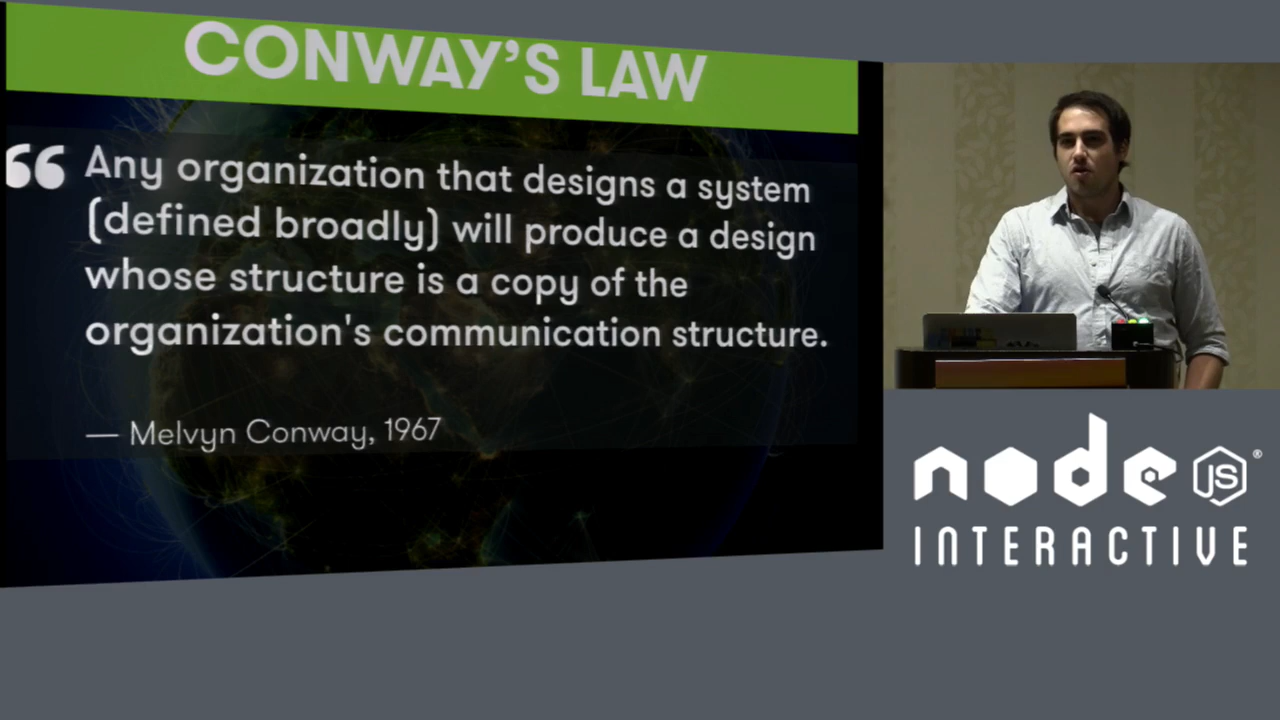 CONWAY'S LAW
“ Any organization that designs a system
(defined broadly) will produce a design
whose structure is a copy of the
organization's communication structure.
— Melvyn Conway, 1967
node JS ®
INTERACTIVE